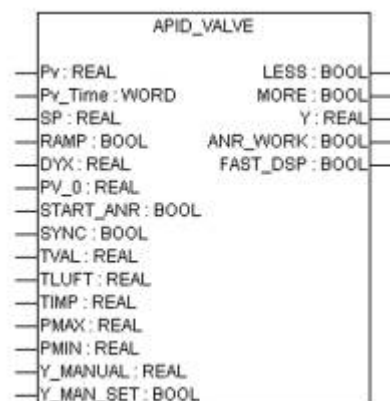 APID_VALVE
Pv : REAL LESS : BOOL
Pv_Time : WORD MORE : BOOL
SP : REAL Y : REAL
RAMP : BOOL ANR_WORK : BOOL
DYX : REAL FAST_DSP : BOOL
PV_0 : REAL
START_ANR : BOOL
SYNC : BOOL
TVAL : REAL
TLUFT : REAL
TIMP : REAL
PMAX : REAL
PMIN : REAL
Y_MANUAL : REAL
Y_MAN_SET : BOOL